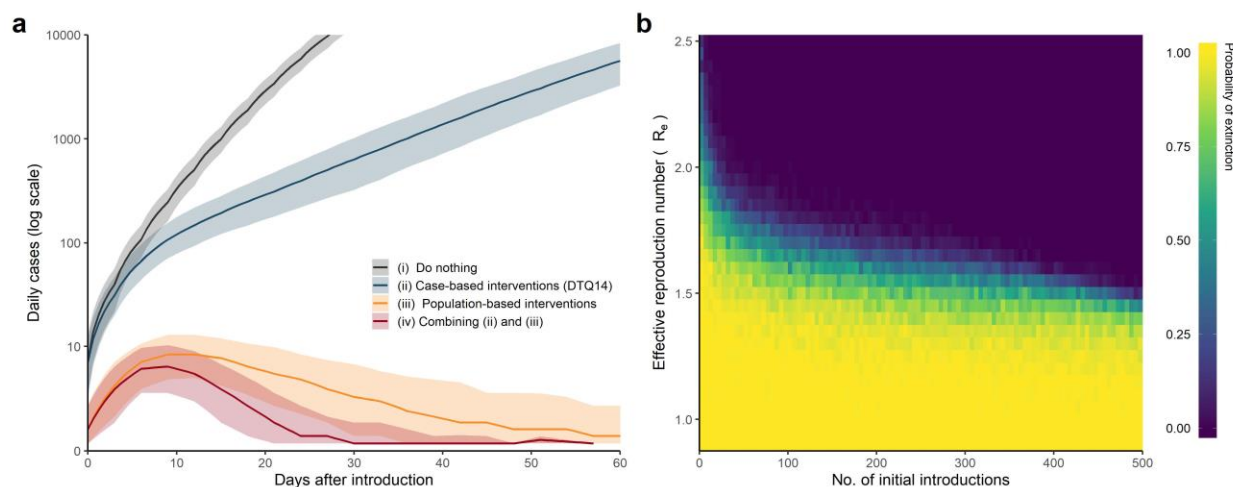 a
10000
1000
100
10
0
Daily cases (log scale)
(i) Do nothing
(ii) Case-based interventions (DTQ14)
(iii) Population-based interventions
(iv) Combining (ii) and (iii)
0 10 20 30 40 50 60
Days after introduction
b
2.5
2.0
1.5
1.0
Effective reproduction number ( Re)
0 100 200 300 400 500
No. of initial introductions
1.00
0.75
0.50
0.25
0.00
Probability of extinction